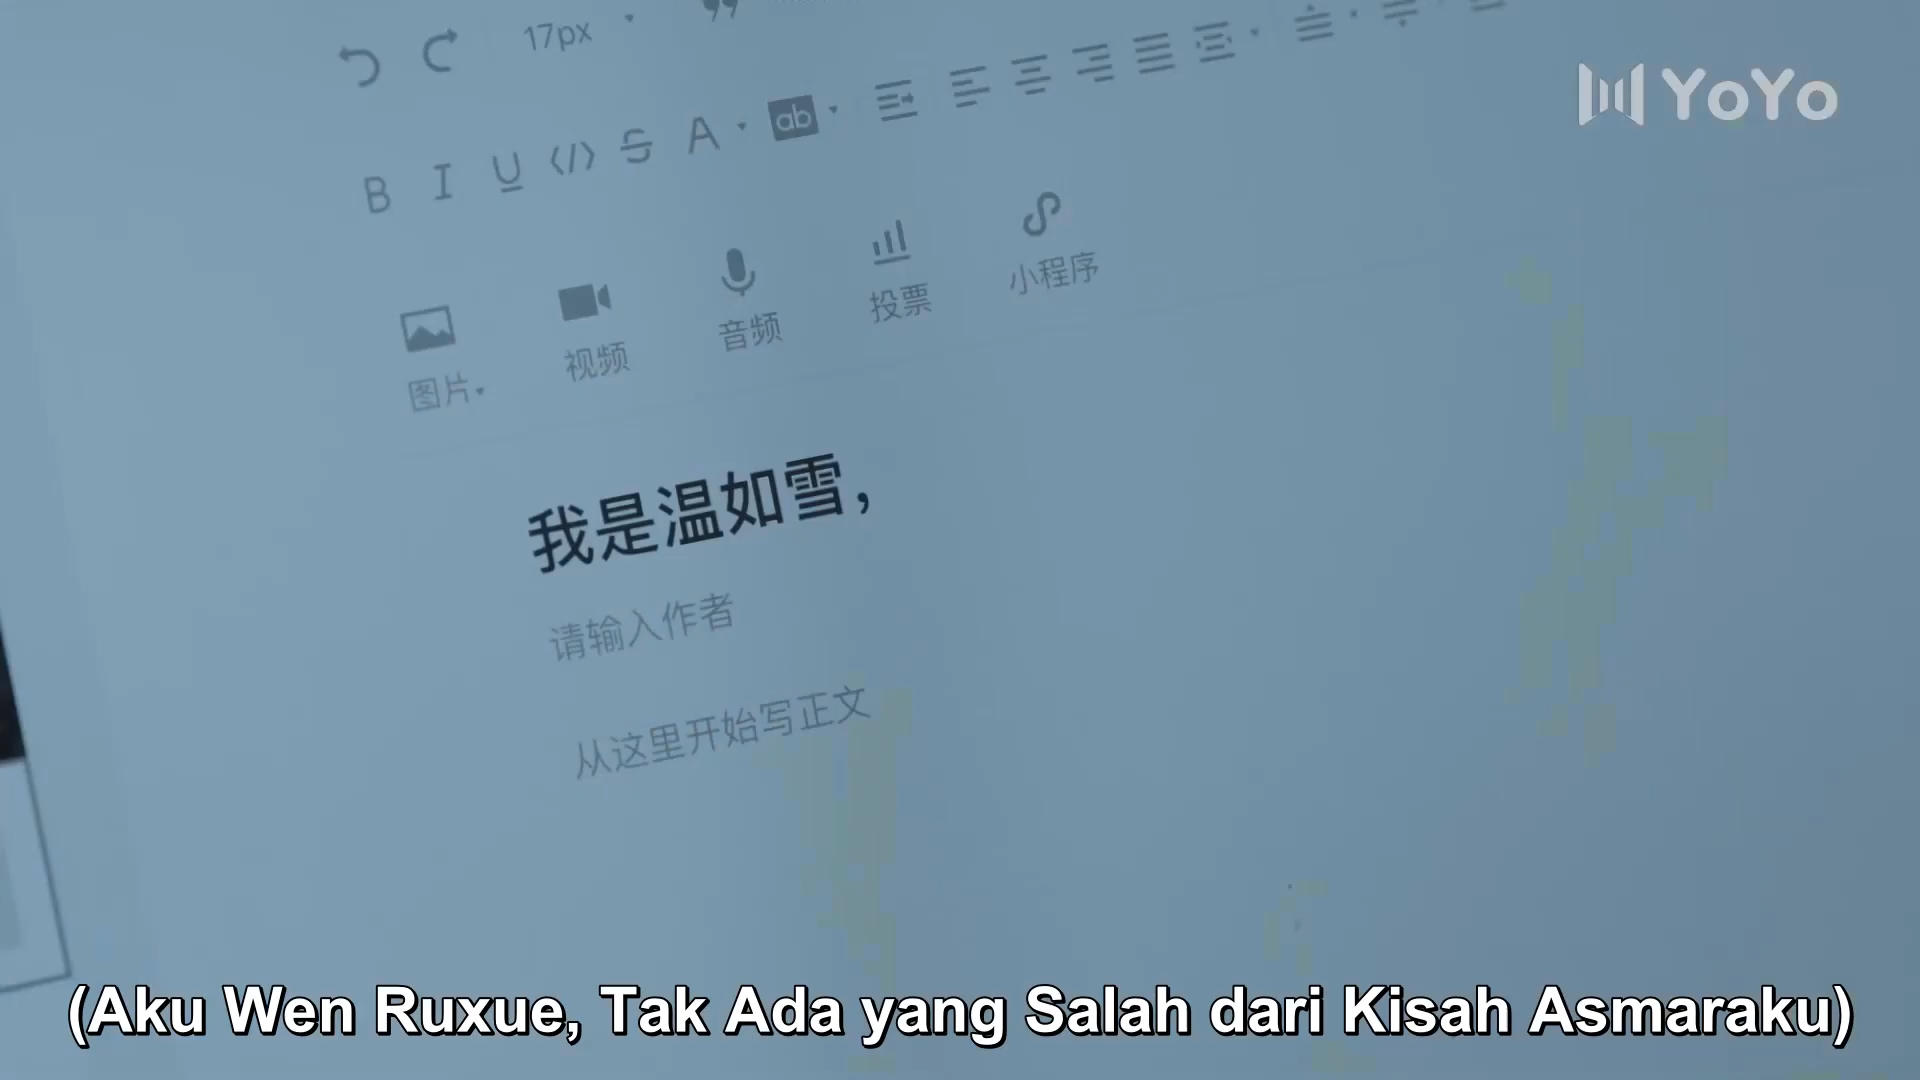 17px
YoYo
B I U </> S A ab
图片 视频 音频 投票 小程序
我是温如雪，
请输入作者
从这里开始写正文
(Aku Wen Ruxue, Tak Ada yang Salah dari Kisah Asmaraku)